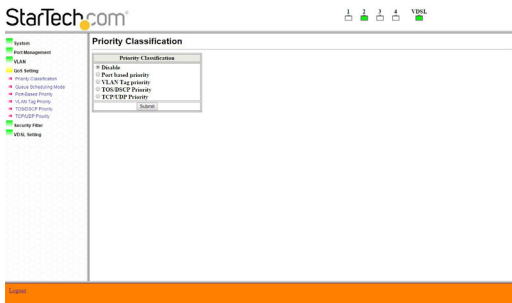 StarTech.com
1 2 3 4 VDSL
System
Port Management
VLAN
QoS Setting
Priority Classification
Queue Scheduling Mode
Port-Based Priority
VLAN Tag Priority
TOS/DSCP Priority
TCP/UDP Priority
Security Filter
VDSL Setting
Priority Classification
Priority Classification
Disable
Port based priority
VLAN Tag Priority
TOS/DSCP Priority
TCP/UDP Priority
Submit
Logout